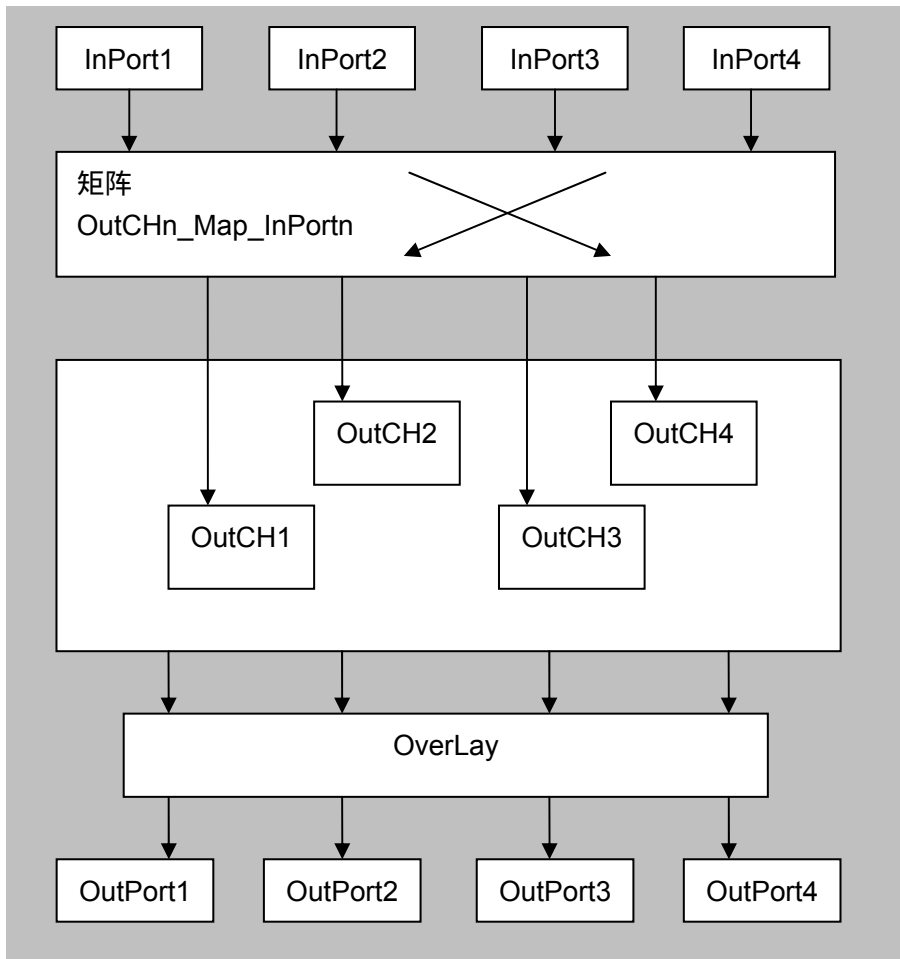 InPort1
InPort2
InPort3
InPort4
矩阵
OutCHn_Map_InPortn
OutCH2
OutCH4
OutCH1
OutCH3
OverLay
OutPort1
OutPort2
OutPort3
OutPort4